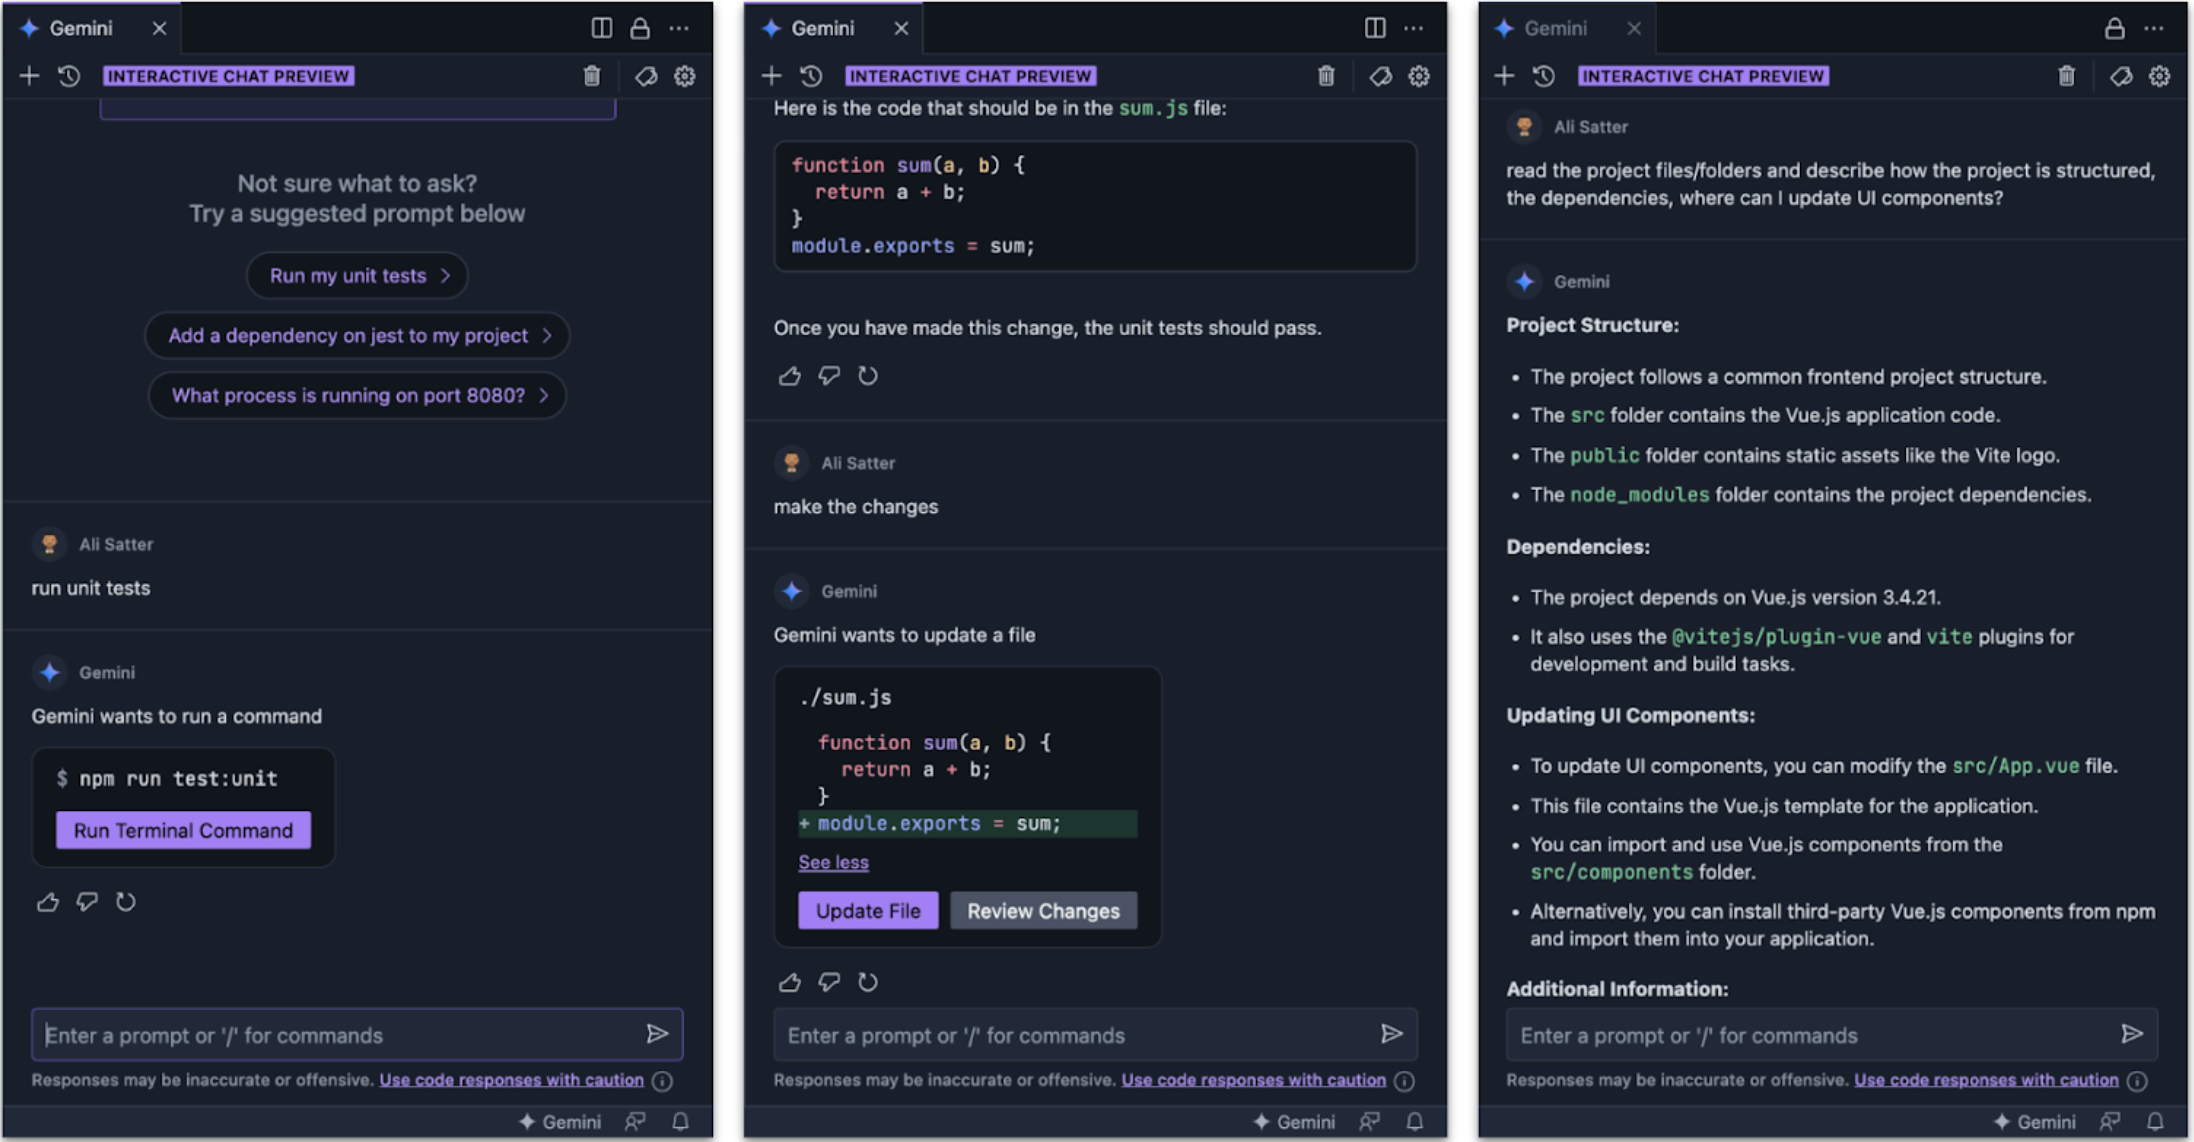 Gemini
INTERACTIVE CHAT PREVIEW
Not sure what to ask?
Try a suggested prompt below
Run my unit tests
Add a dependency on jest to my project
What process is running on port 8080?
Ali Satter
run unit tests
Gemini
Gemini wants to run a command
$ npm run test:unit
Run Terminal Command
Enter a prompt or '/' for commands
Responses may be inaccurate or offensive. Use code responses with caution
Gemini
Gemini
INTERACTIVE CHAT PREVIEW
Here is the code that should be in the sum.js file:
function sum(a, b) {
  return a + b;
}
module.exports = sum;
Once you have made this change, the unit tests should pass.
Ali Satter
make the changes
Gemini
Gemini wants to update a file
./sum.js
function sum(a, b) {
  return a + b;
}
+ module.exports = sum;
See less
Update File Review Changes
Enter a prompt or '/' for commands
Responses may be inaccurate or offensive. Use code responses with caution
Gemini
Gemini
INTERACTIVE CHAT PREVIEW
Ali Satter
read the project files/folders and describe how the project is structured,
the dependencies, where can I update UI components?
Gemini
Project Structure:
• The project follows a common frontend project structure.
• The src folder contains the Vue.js application code.
• The public folder contains static assets like the Vite logo.
• The node_modules folder contains the project dependencies.
Dependencies:
• The project depends on Vue.js version 3.4.21.
• It also uses the @vitejs/plugin-vue and vite plugins for
development and build tasks.
Updating UI Components:
• To update UI components, you can modify the src/App.vue file.
• This file contains the Vue.js template for the application.
• You can import and use Vue.js components from the
src/components folder.
• Alternatively, you can install third-party Vue.js components from npm
and import them into your application.
Additional Information:
Enter a prompt or '/' for commands
Responses may be inaccurate or offensive. Use code responses with caution
Gemini